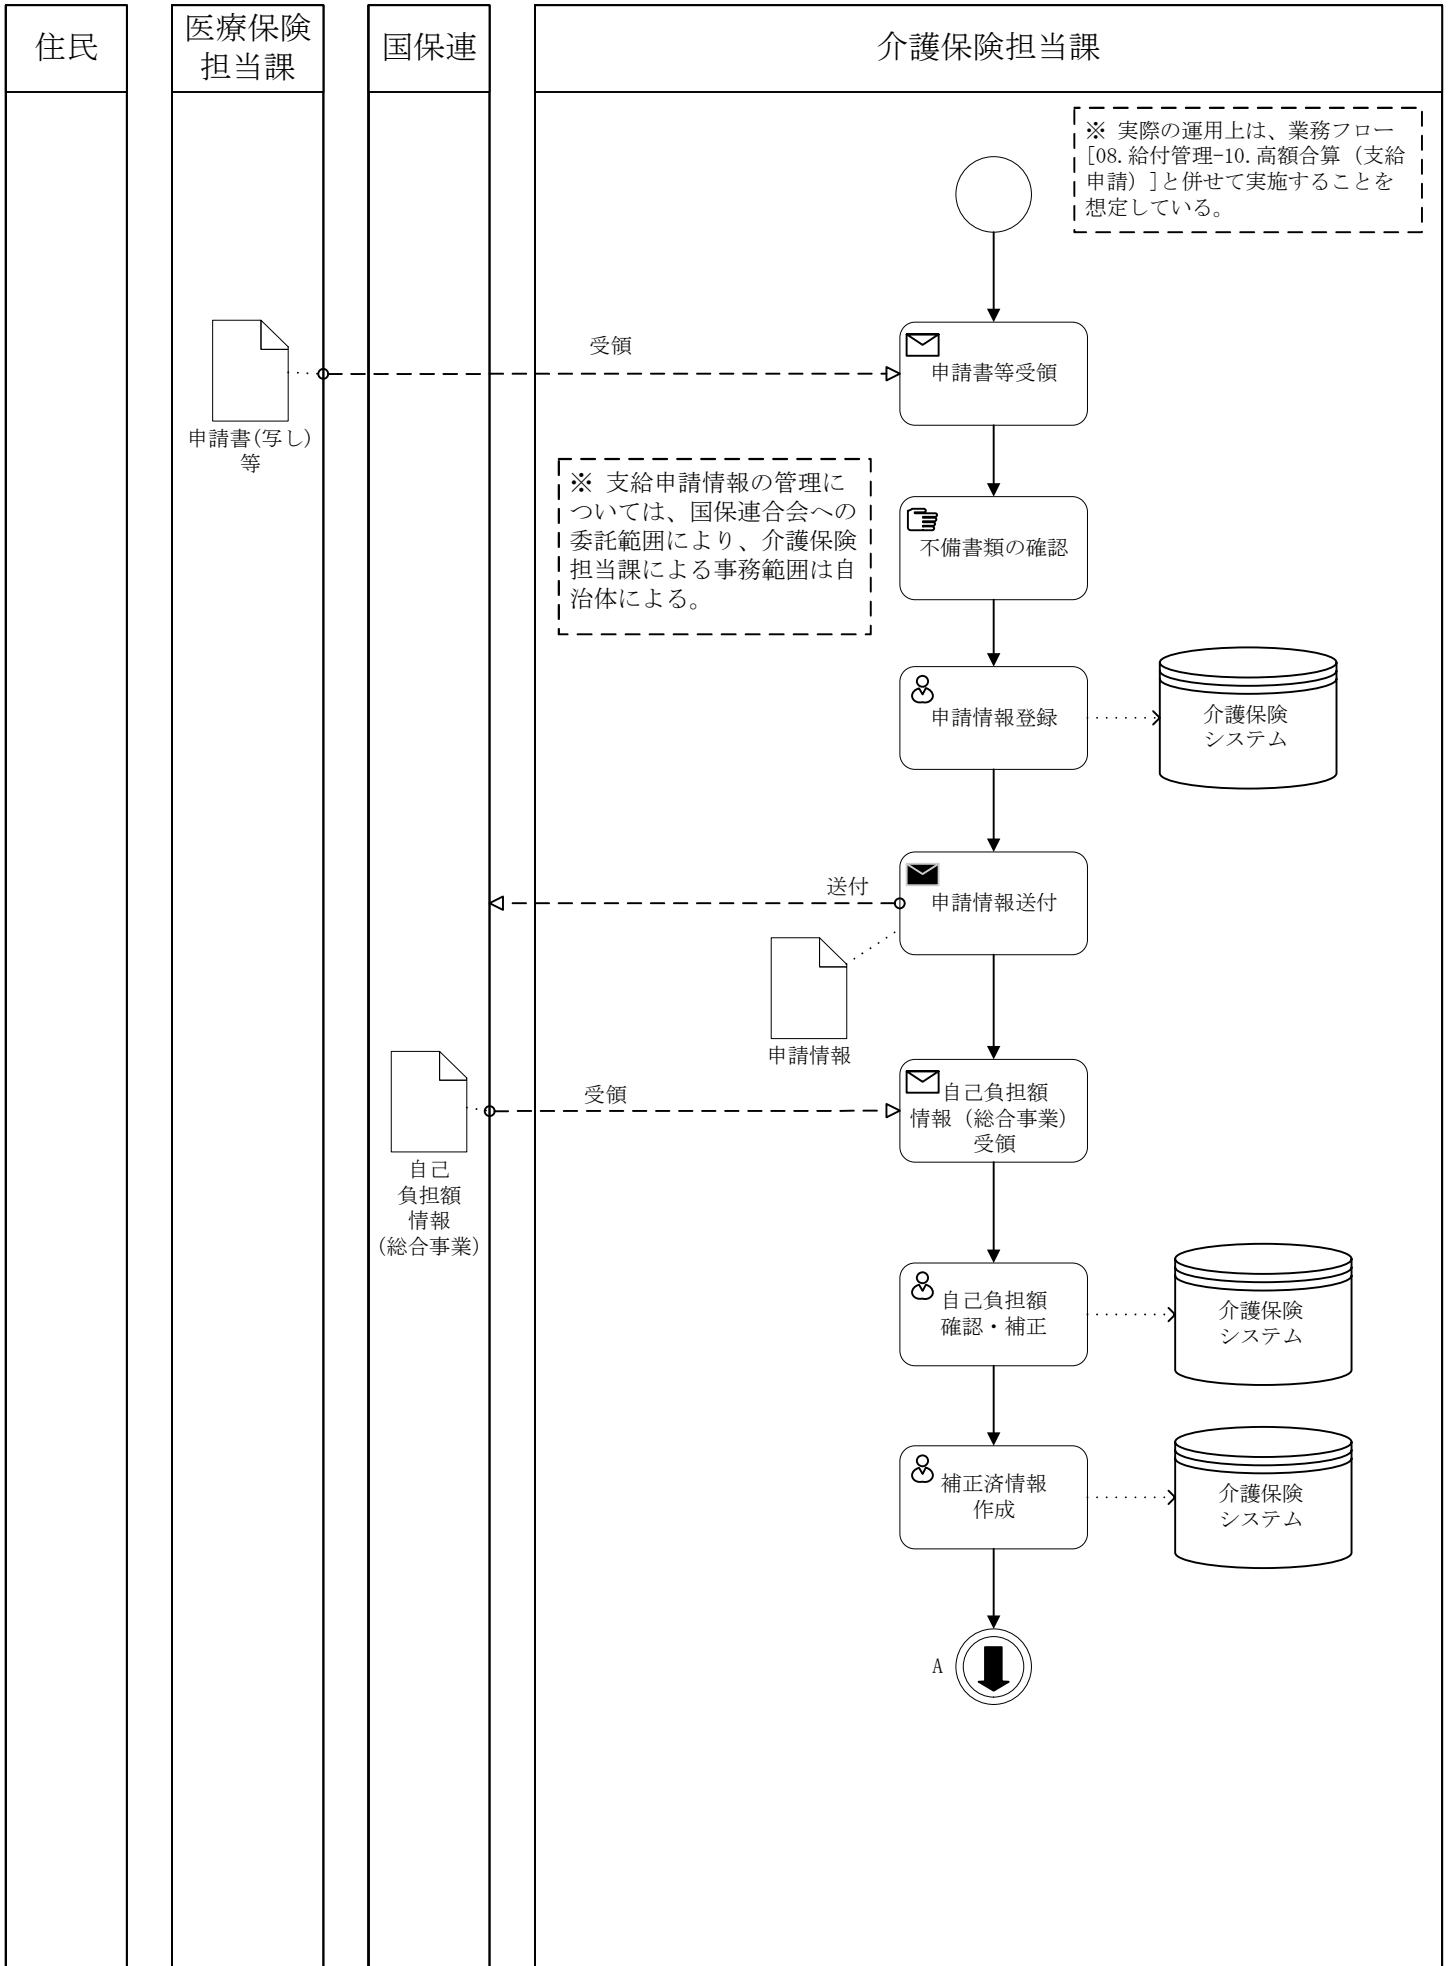 住民
医療保険
担当課
国保連
介護保険担当課
※ 実際の運用上は、業務フロー
[08.給付管理-10.高額合算（支給
申請）]と併せて実施することを
想定している。
受領
申請書等受領
申請書(写し)
等
※ 支給申請情報の管理に
ついては、国保連合会への
委託範囲により、介護保険
担当課による事務範囲は自
治体による。
不備書類の確認
申請情報登録
介護保険
システム
送付
申請情報送付
申請情報
受領
自己負担額
情報（総合事業）
受領
自己
負担額
情報
(総合事業)
自己負担額
確認・補正
介護保険
システム
補正済情報
作成
介護保険
システム
A